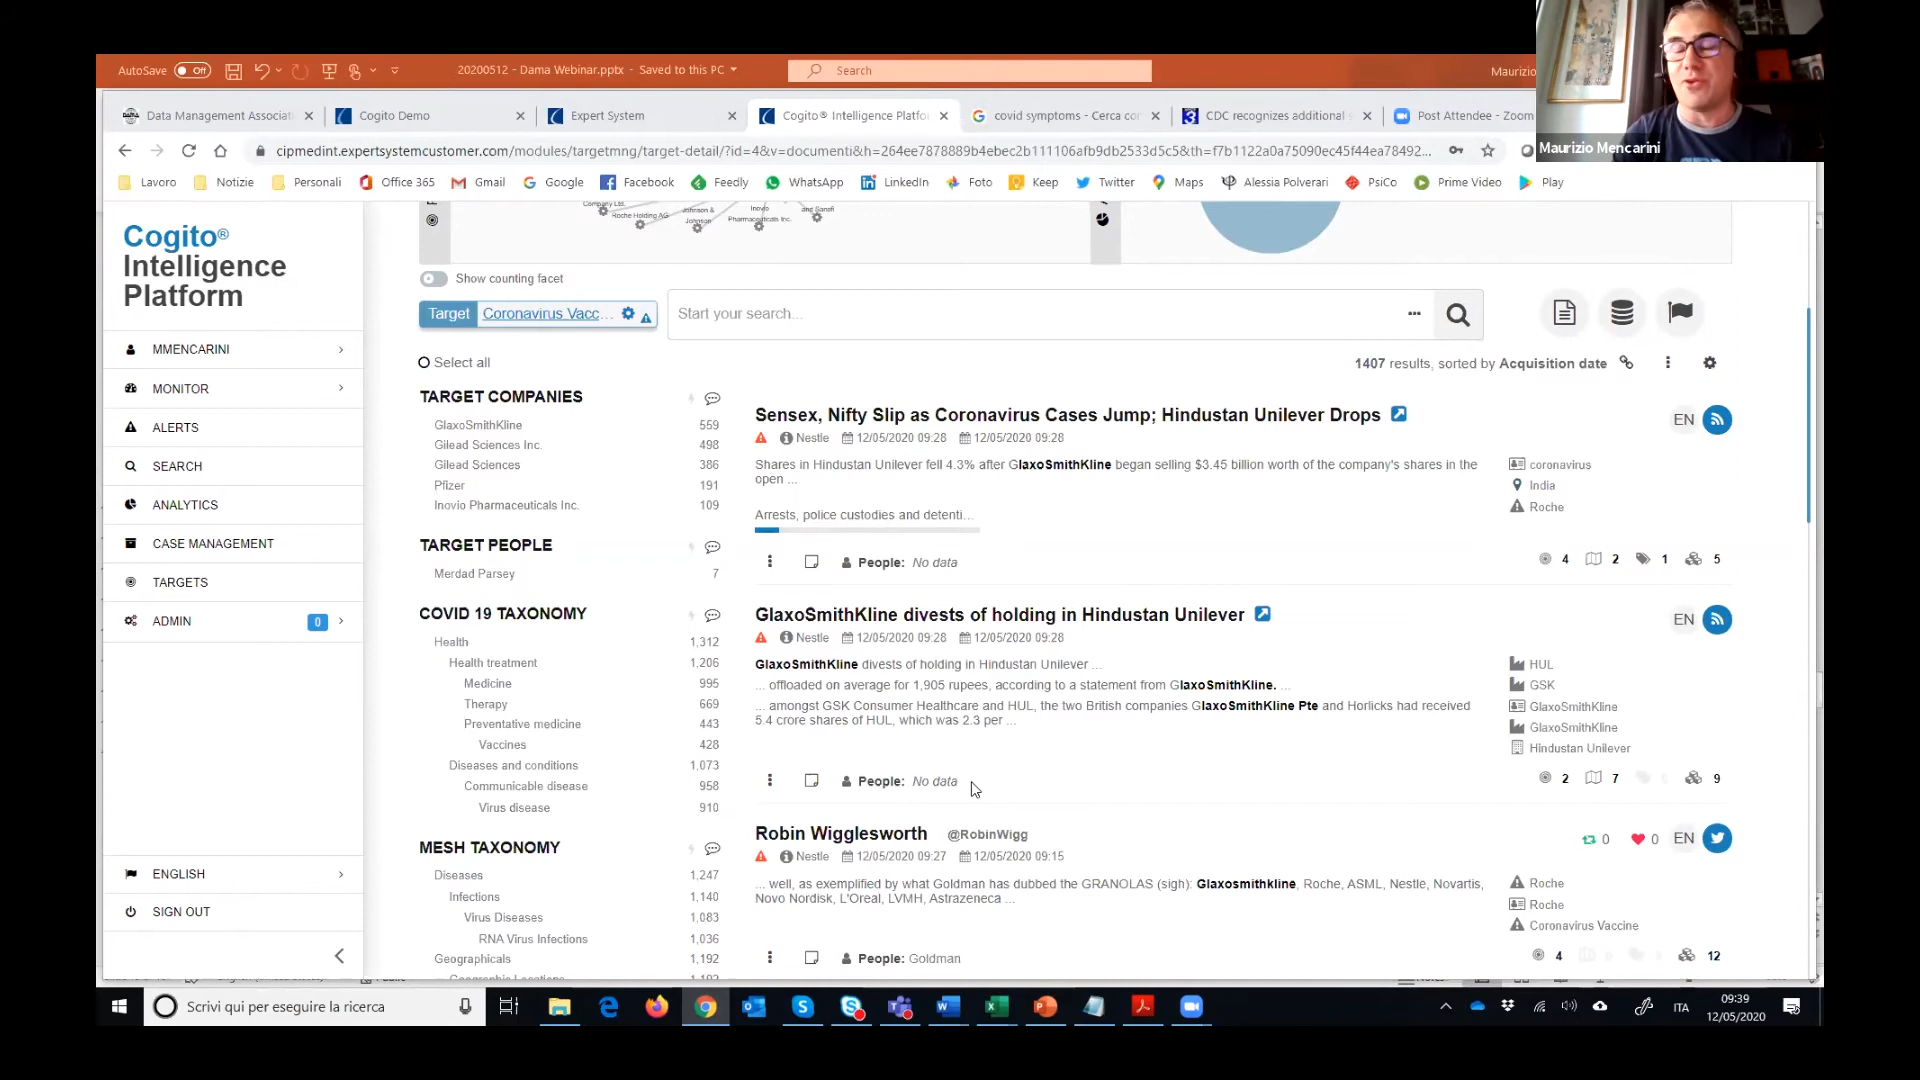 AutoSave Off 20200512 - Dama Webinar.pptx - Saved to this PC Search Maurizio
Maurizio Mencarini
Data Management Associati Cogito Demo Expert System Cogito® Intelligence Platfo covid symptoms - Cerca co CDC recognizes additional s Post Attendee - Zoom
cipmedint.expertsystemcustomer.com/modules/targetmng/target-detail/?id=4&v=documenti&h=264ee7878889b4ebec2b111106afb9db2533d5c5&th=f7b1122a0a75090ec45f44ea78492...
Lavoro Notizie Personali Office 365 Gmail Google Facebook Feedly WhatsApp LinkedIn Foto Keep Twitter Maps Alessia Polverari PsiCo Prime Video Play
Company Ltd.
Roche Holding AG
Johnson &
Johnson
Inovio
Pharmaceuticals Inc.
and Sanofi
Cogito®
Intelligence
Platform
MMENCARINI
MONITOR
ALERTS
SEARCH
ANALYTICS
CASE MANAGEMENT
TARGETS
ADMIN 0
ENGLISH
SIGN OUT
Show counting facet
Target Coronavirus Vacc... Start your search... ...
Select all
1407 results, sorted by Acquisition date
TARGET COMPANIES
GlaxoSmithKline 559
Gilead Sciences Inc. 498
Gilead Sciences 386
Pfizer 191
Inovio Pharmaceuticals Inc. 109
TARGET PEOPLE
Merdad Parsey 7
COVID 19 TAXONOMY
Health 1,312
Health treatment 1,206
Medicine 995
Therapy 669
Preventative medicine 443
Vaccines 428
Diseases and conditions 1,073
Communicable disease 958
Virus disease 910
MESH TAXONOMY
Diseases 1,247
Infections 1,140
Virus Diseases 1,083
RNA Virus Infections 1,036
Geographicals 1,192
Sensex, Nifty Slip as Coronavirus Cases Jump; Hindustan Unilever Drops EN
Nestle 12/05/2020 09:28 12/05/2020 09:28
Shares in Hindustan Unilever fell 4.3% after GlaxoSmithKline began selling $3.45 billion worth of the company's shares in the
open ...
coronavirus
India
Roche
Arrests, police custodies and detenti...
People: No data 4 2 1 5
GlaxoSmithKline divests of holding in Hindustan Unilever EN
Nestle 12/05/2020 09:28 12/05/2020 09:28
GlaxoSmithKline divests of holding in Hindustan Unilever ...
... offloaded on average for 1,905 rupees, according to a statement from GlaxoSmithKline. ...
... amongst GSK Consumer Healthcare and HUL, the two British companies GlaxoSmithKline Pte and Horlicks had received
5.4 crore shares of HUL, which was 2.3 per ...
HUL
GSK
GlaxoSmithKline
GlaxoSmithKline
Hindustan Unilever
People: No data 2 7 9
Robin Wigglesworth @RobinWigg 0 0 EN
Nestle 12/05/2020 09:27 12/05/2020 09:15
... well, as exemplified by what Goldman has dubbed the GRANOLAS (sigh): Glaxosmithkline, Roche, ASML, Nestle, Novartis,
Novo Nordisk, L'Oreal, LVMH, Astrazeneca ...
Roche
Roche
Coronavirus Vaccine
People: Goldman 4 12
Scrivi qui per eseguire la ricerca ITA 09:39
12/05/2020